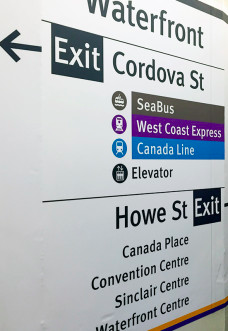 Waterfront
Exit Cordova St
SeaBus
West Coast Express
Canada Line
Elevator
Howe St Exit
Canada Place
Convention Centre
Sinclair Centre
Waterfront Centre